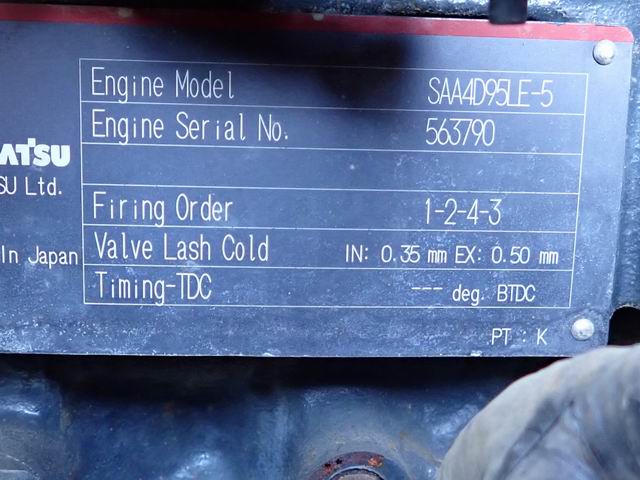 Engine Model SAA4D95LE-5
Engine Serial No. 563790
ATSU
SU Ltd.
Firing Order 1-2-4-3
In Japan
Valve Lash Cold IN: 0.35 mm EX: 0.50 mm
Timing-TDC --- deg. BTDC
PT : K